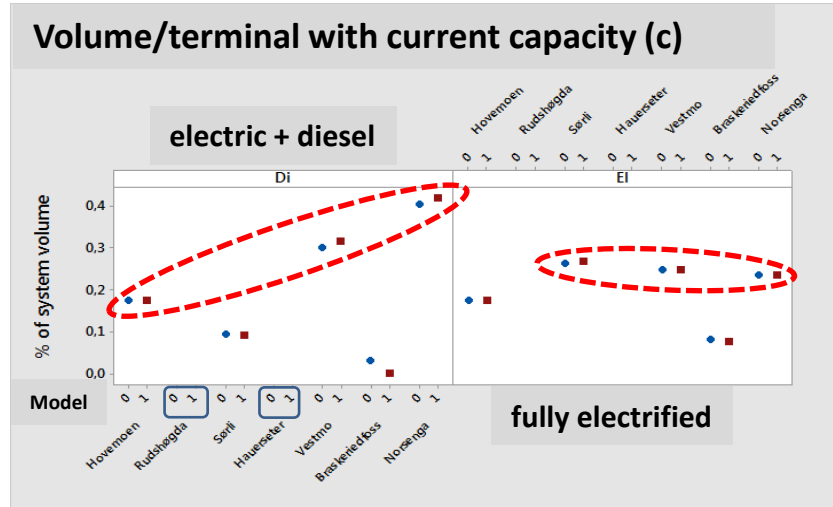 Volume/terminal with current capacity (c)
electric + diesel
Hovemoen
Rudshøgda
Sørli
Hauerseter
Vestmo
Braskeriedfoss
Norsenga
0 1 0 1 0 1 0 1 0 1 0 1 0 1
Di
El
% of system volume
0,4
0,3
0,2
0,1
0,0
Model
0 1 0 1 0 1 0 1 0 1 0 1 0 1
Hovemoen
Rudshøgda
Sørli
Hauerseter
Vestmo
Braskeriedfoss
Norsenga
fully electrified